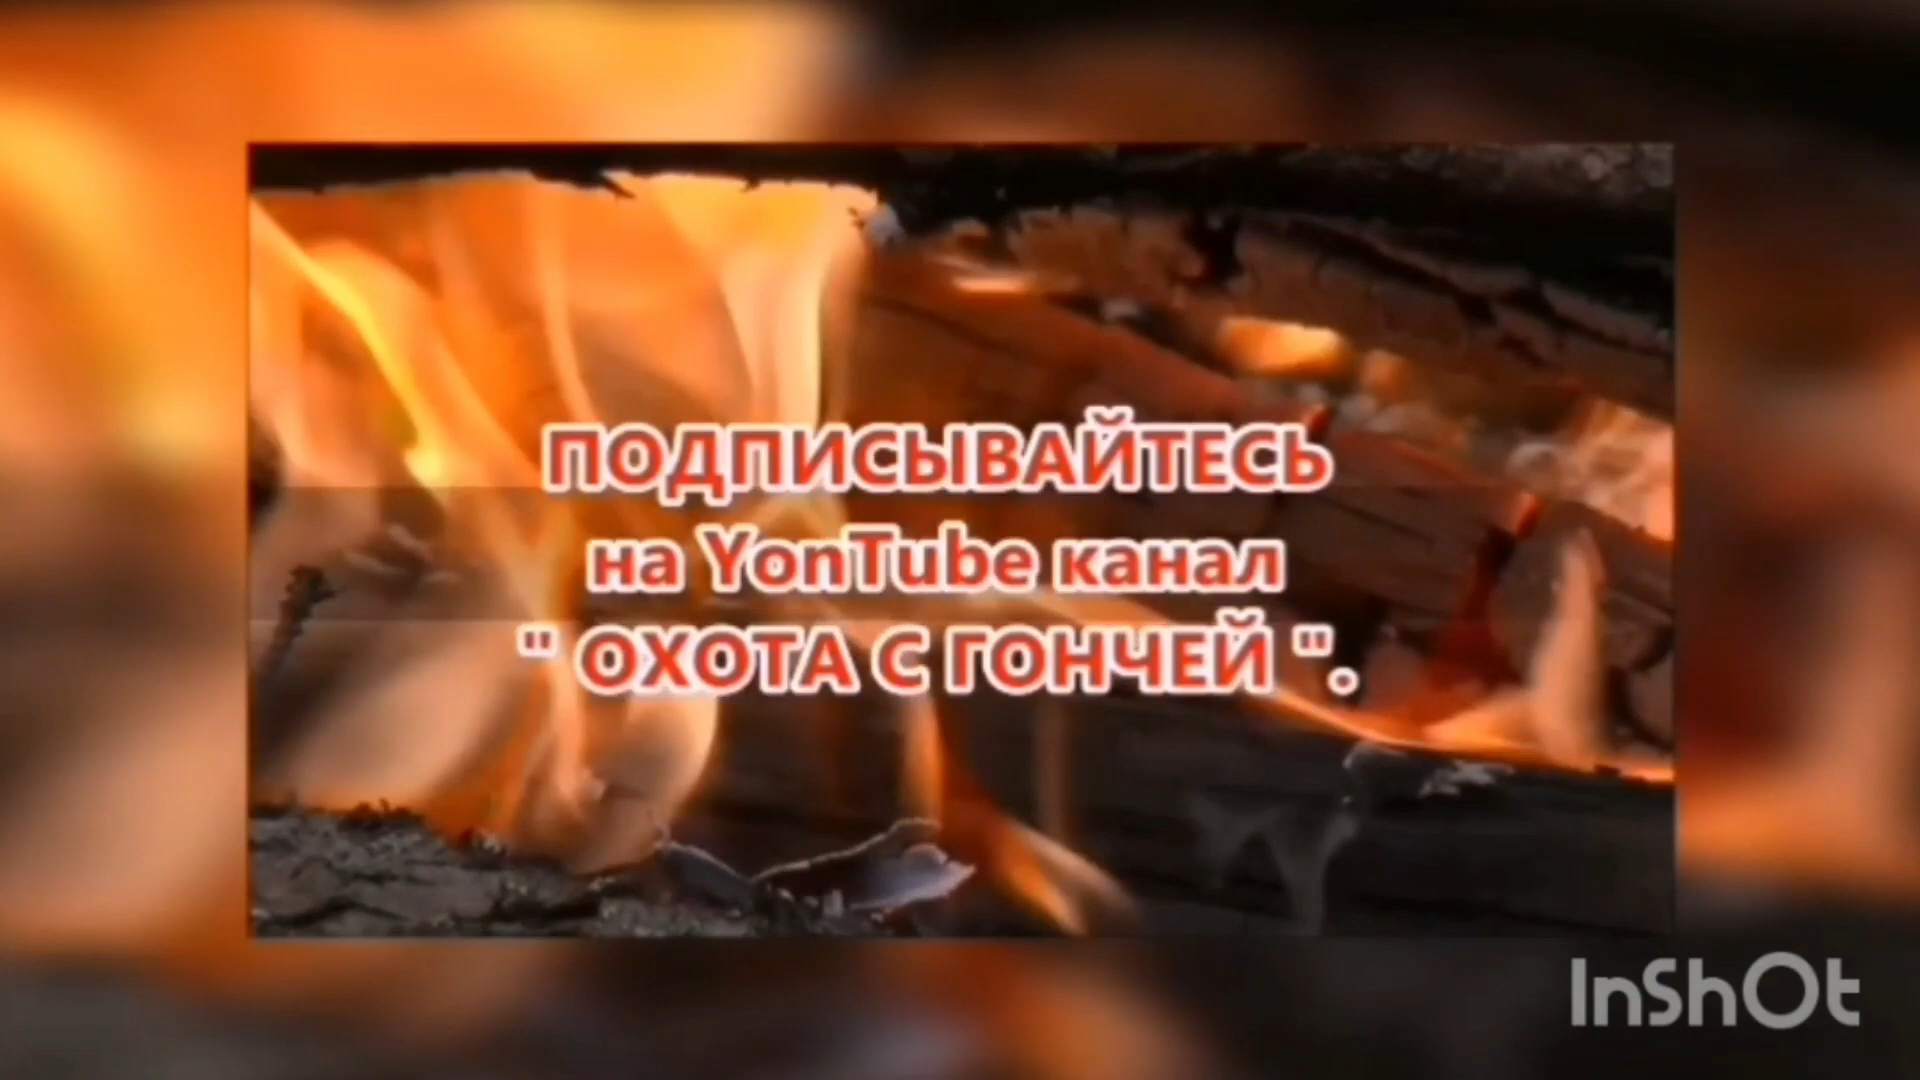 ПОДПИСЫВАЙТЕСЬ
на YonTube канал
" ОХОТА С ГОНЧЕЙ ".
InShOt